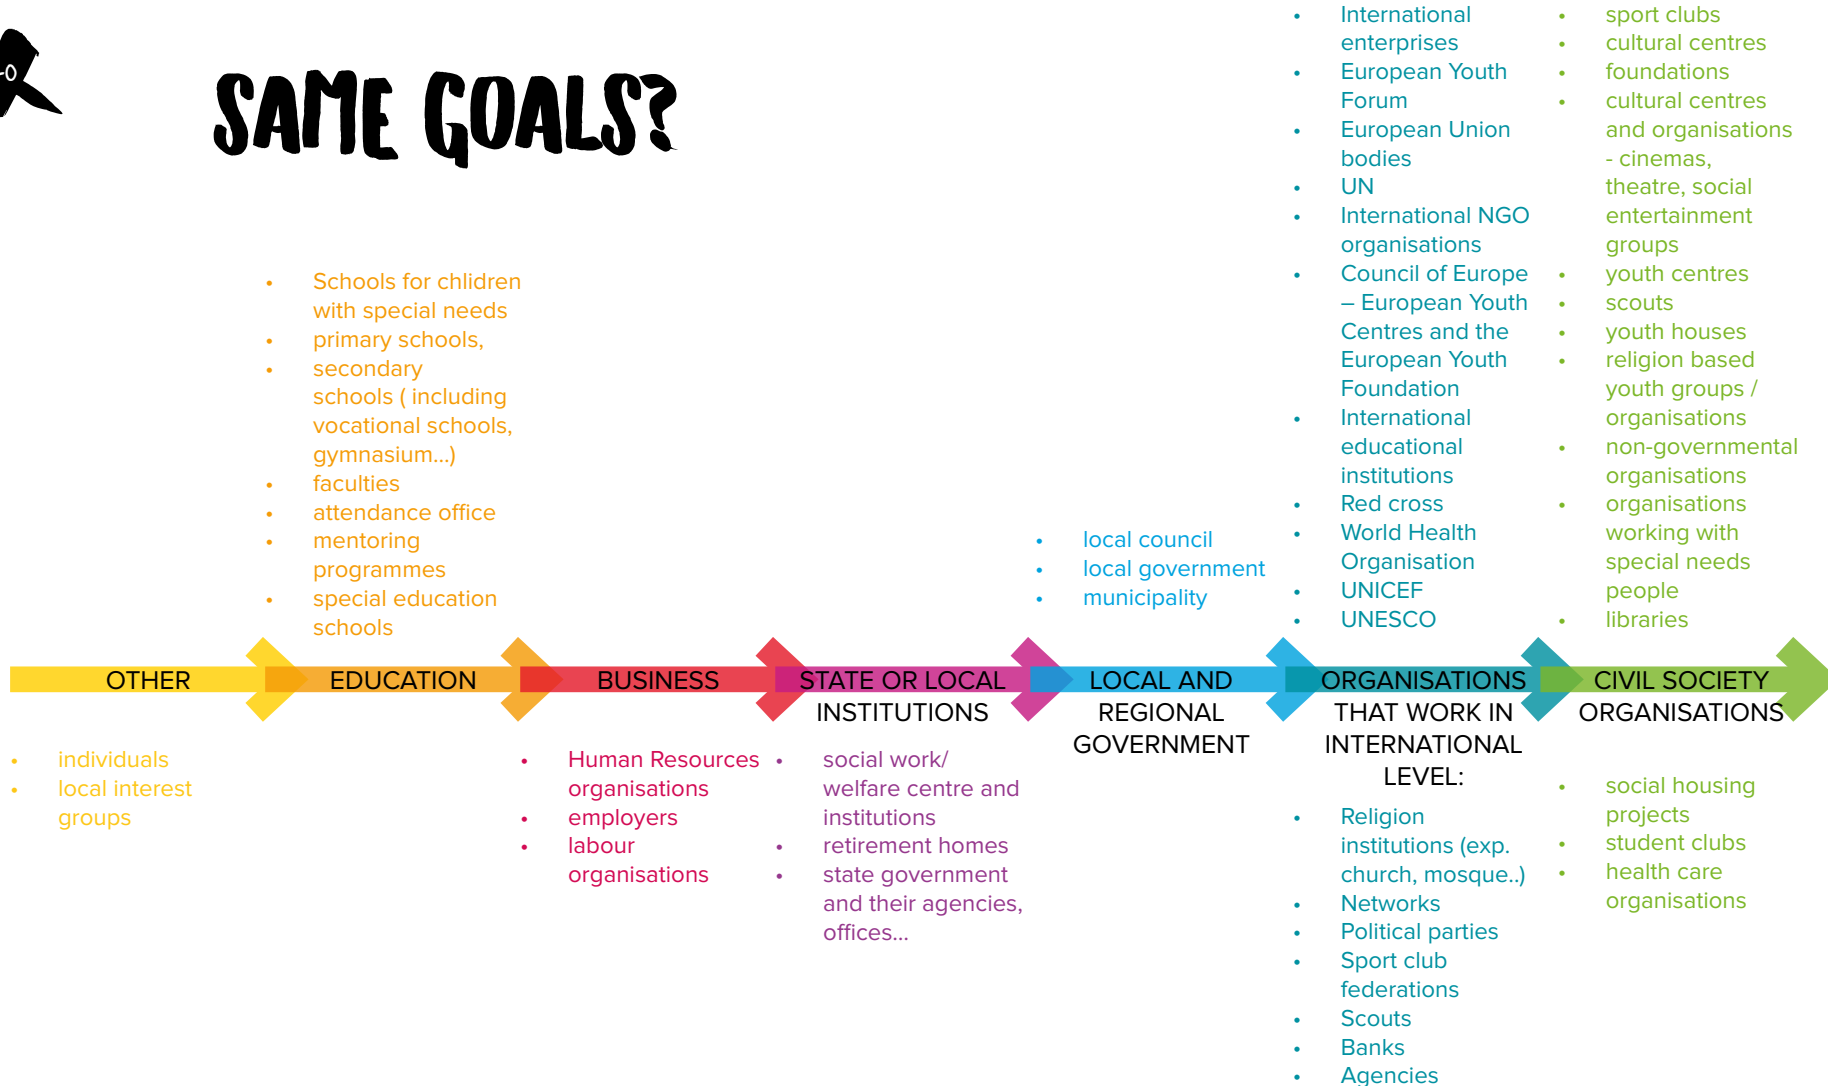 SAME GOALS?
• International
enterprises
• European Youth
Forum
• European Union
bodies
• UN
• International NGO
organisations
• Council of Europe
– European Youth
Centres and the
European Youth
Foundation
• International
educational
institutions
• Red cross
• World Health
Organisation
• UNICEF
• UNESCO
• sport clubs
• cultural centres
• foundations
• cultural centres
and organisations
- cinemas,
theatre, social
entertainment
groups
• youth centres
• scouts
• youth houses
• religion based
youth groups /
organisations
• non-governmental
organisations
• organisations
working with
special needs
people
• libraries
• Schools for chlidren
with special needs
• primary schools,
• secondary
schools ( including
vocational schools,
gymnasium...)
• faculties
• attendance office
• mentoring
programmes
• special education
schools
• local council
• local government
• municipality
OTHER
EDUCATION
BUSINESS
STATE OR LOCAL
INSTITUTIONS
LOCAL AND
REGIONAL
GOVERNMENT
ORGANISATIONS
THAT WORK IN
INTERNATIONAL
LEVEL:
CIVIL SOCIETY
ORGANISATIONS
• individuals
• local interest
groups
• Human Resources
organisations
• employers
• labour
organisations
• social work/
welfare centre and
institutions
• retirement homes
• state government
and their agencies,
offices...
• Religion
institutions (exp.
church, mosque..)
• Networks
• Political parties
• Sport club
federations
• Scouts
• Banks
• Agencies
• social housing
projects
• student clubs
• health care
organisations